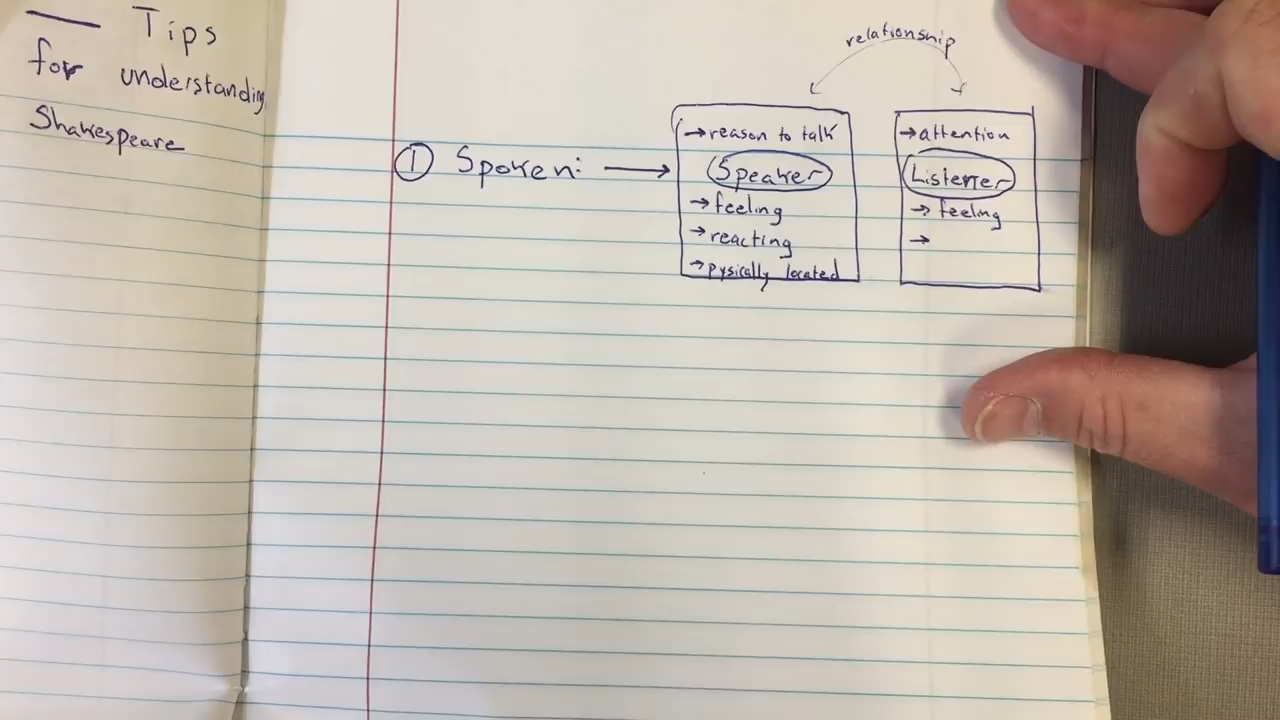 — Tips
for understanding
Shakespeare
relationship
① Spoken: →
→ reason to talk
Speaker
→ feeling
→ reacting
→ pysically located
→ attention
Listener
→ feeling
→